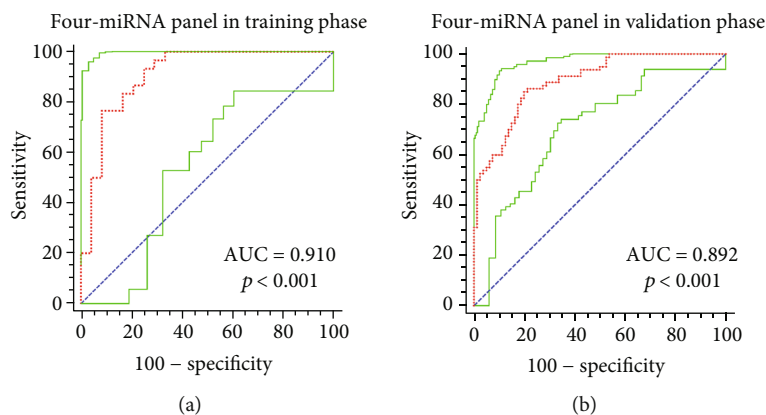 Four-miRNA panel in training phase
100
80
60
40
20
0
Sensitivity
AUC = 0.910
p < 0.001
0 20 40 60 80 100
100 − specificity
(a)
Four-miRNA panel in validation phase
100
80
60
40
20
0
Sensitivity
AUC = 0.892
p < 0.001
0 20 40 60 80 100
100 − specificity
(b)